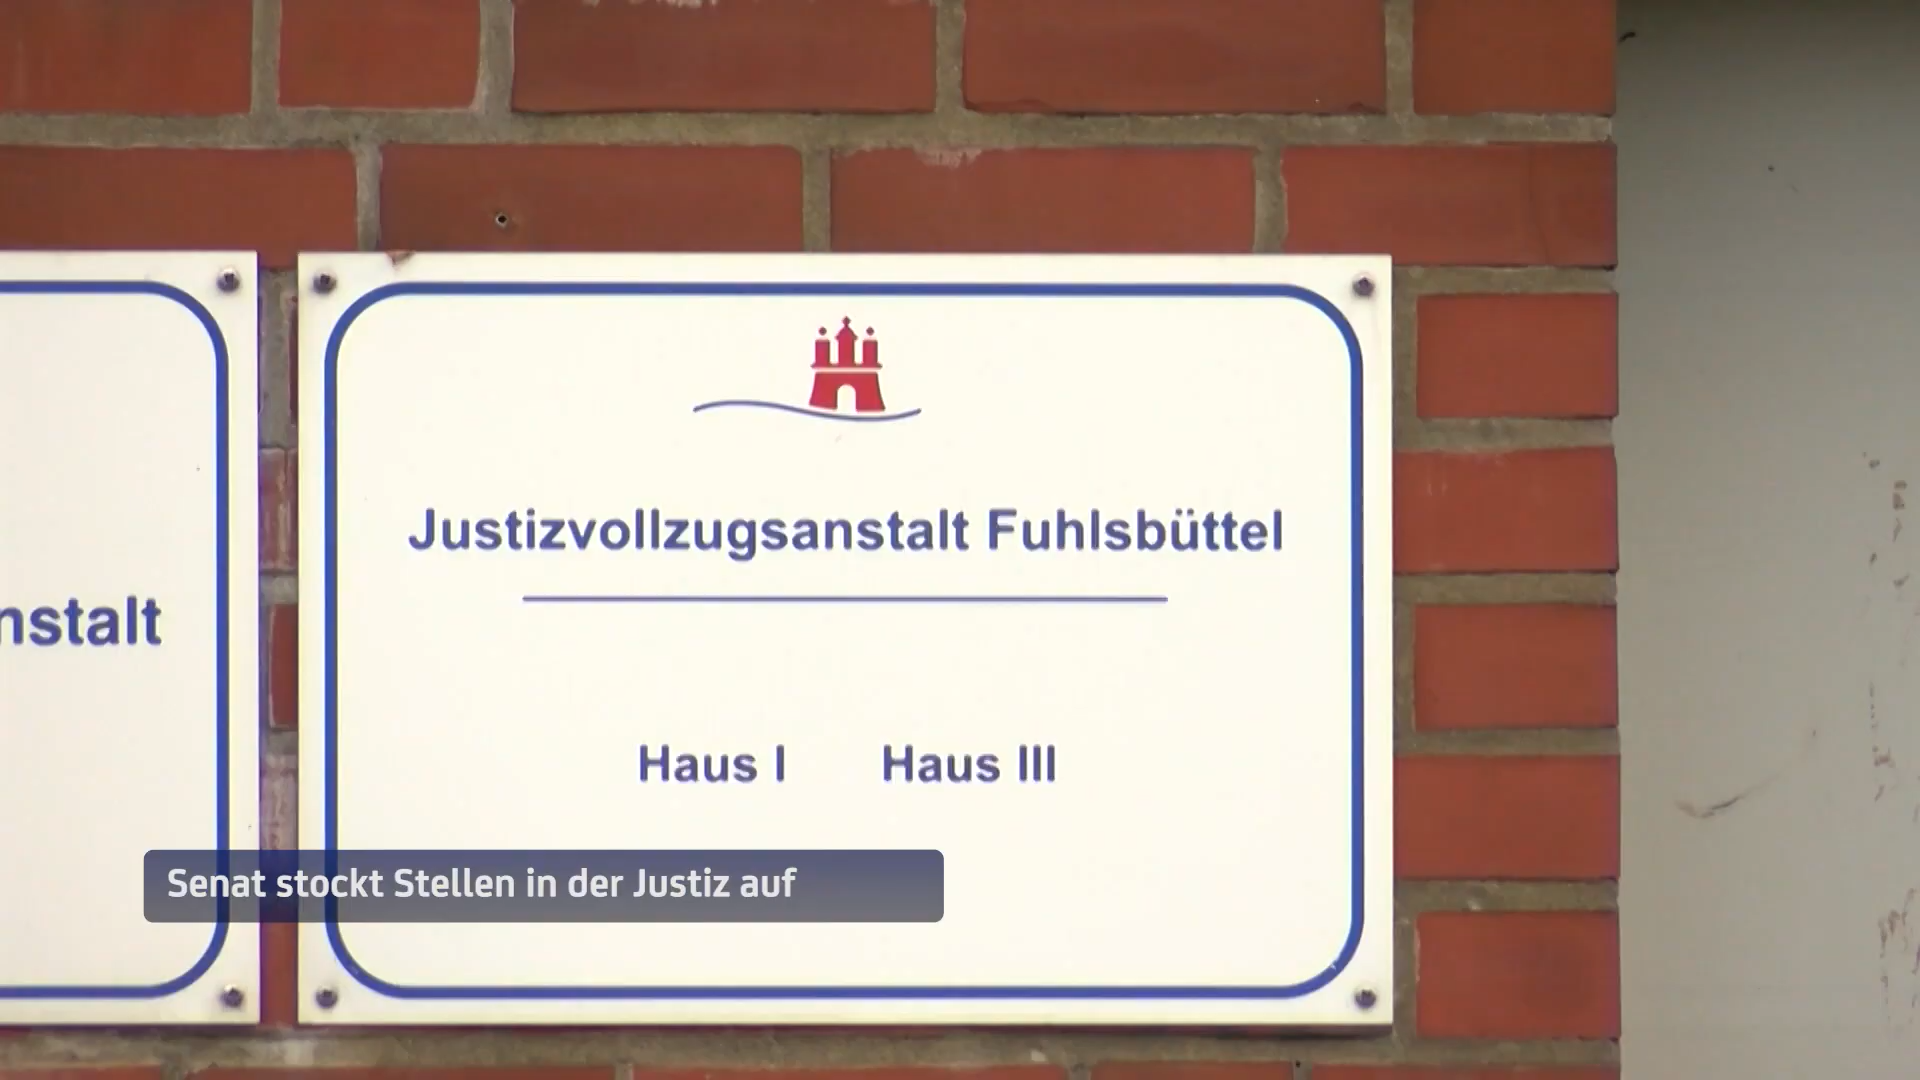 Justizvollzugsanstalt Fuhlsbüttel
nstalt
Haus I Haus III
Senat stockt Stellen in der Justiz auf